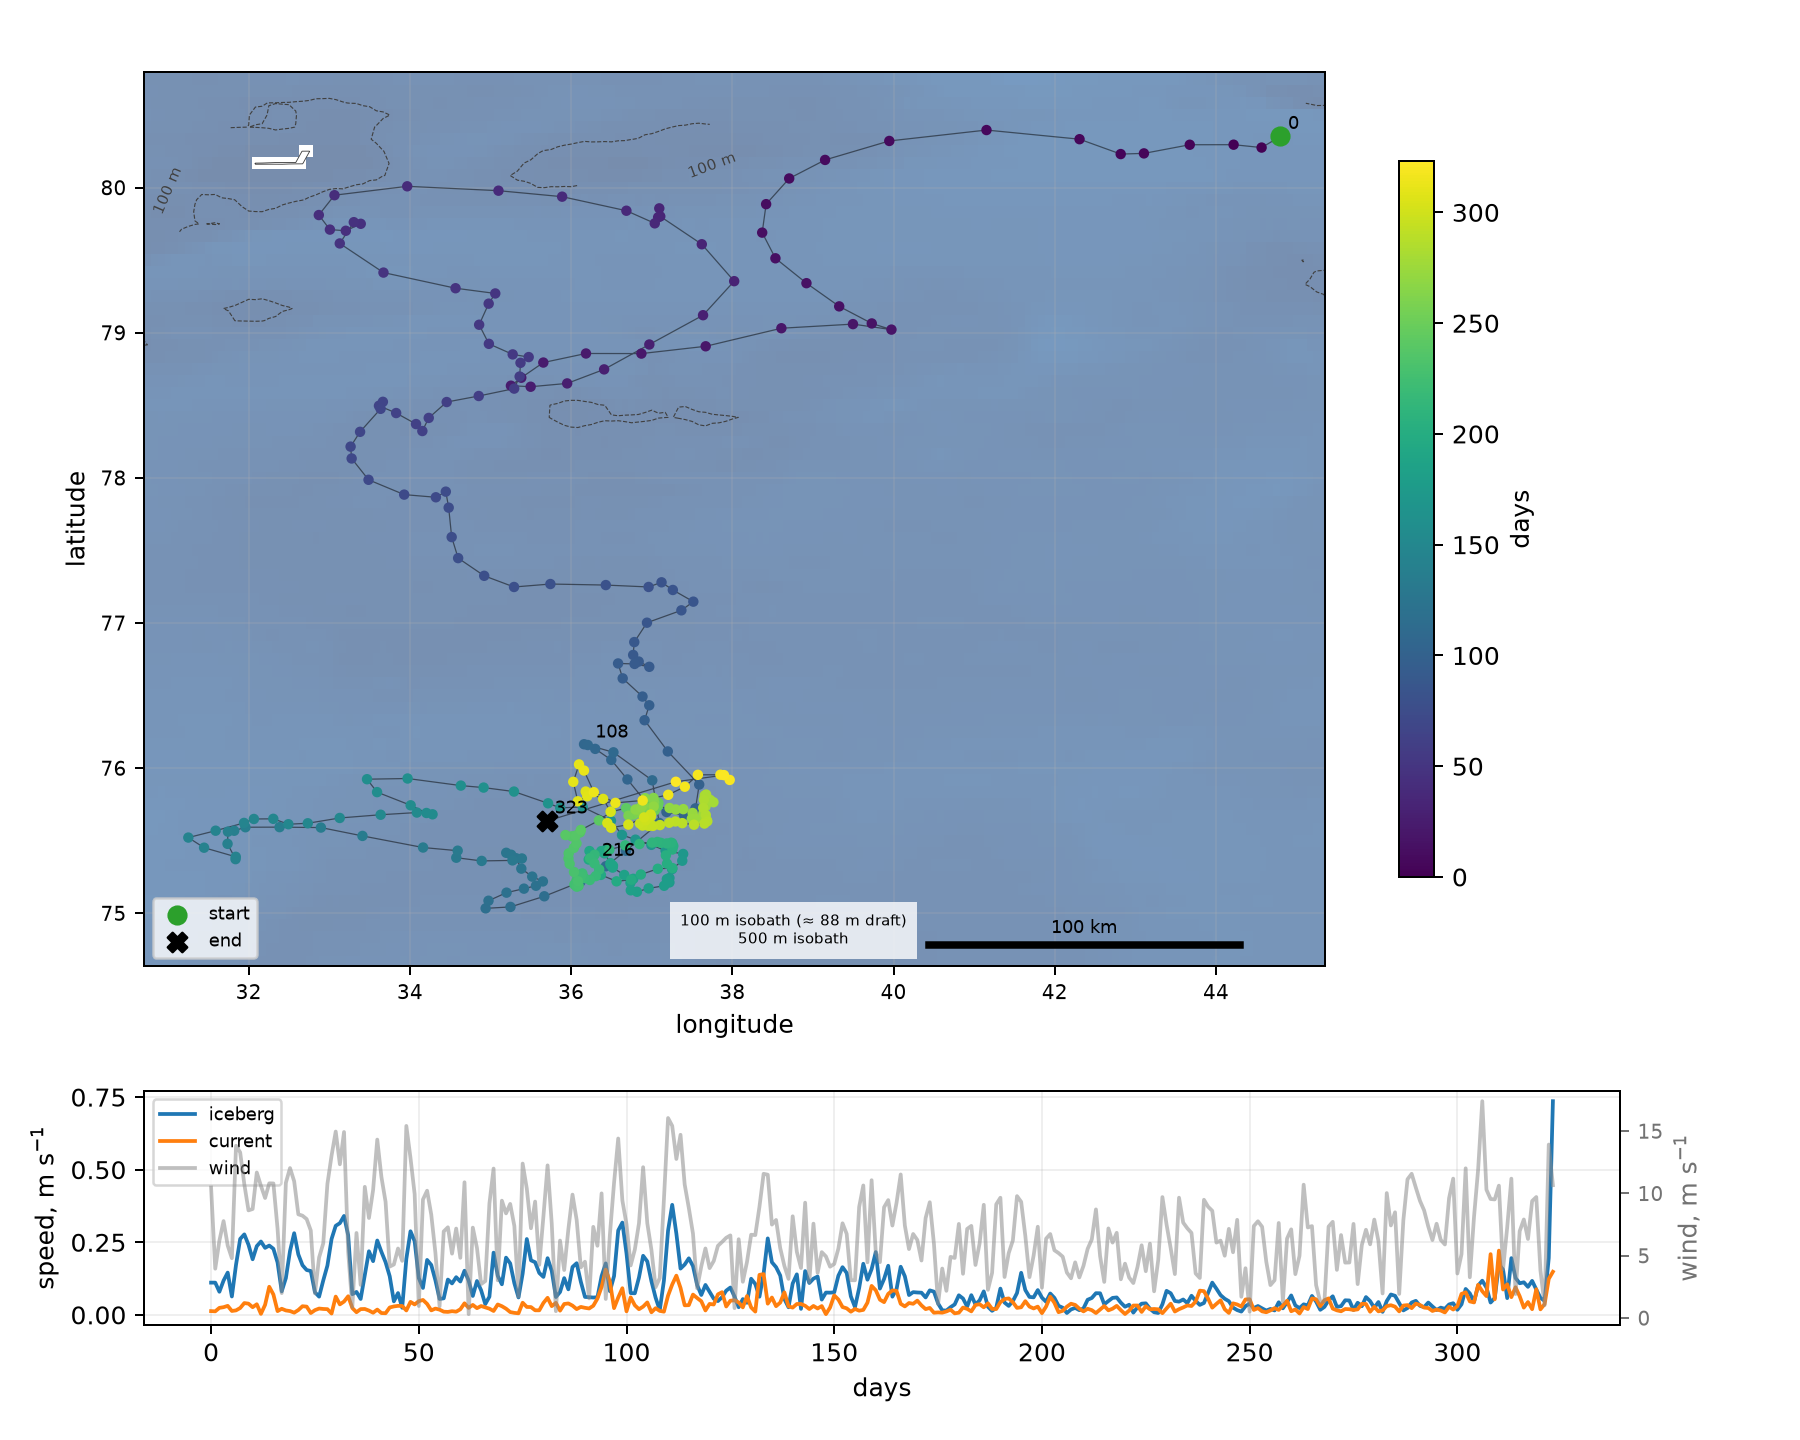 0
100 m
100 m
80
79
78
77
76
75
latitude
108
323
216
start
end
100 m isobath (≈ 88 m draft)
500 m isobath
100 km
32
34
36
38
40
42
44
longitude
300
250
200
150
100
50
0
days
0.75
0.50
0.25
0.00
speed, m s⁻¹
iceberg
current
wind
15
10
5
0
wind, m s⁻¹
0
50
100
150
200
250
300
days